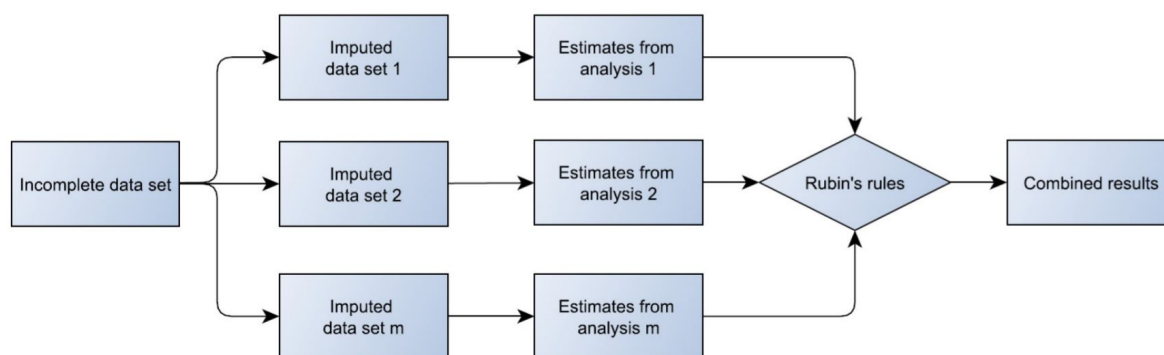 Incomplete data set
Imputed
data set 1
Estimates from
analysis 1
Imputed
data set 2
Estimates from
analysis 2
Imputed
data set m
Estimates from
analysis m
Rubin's rules
Combined results